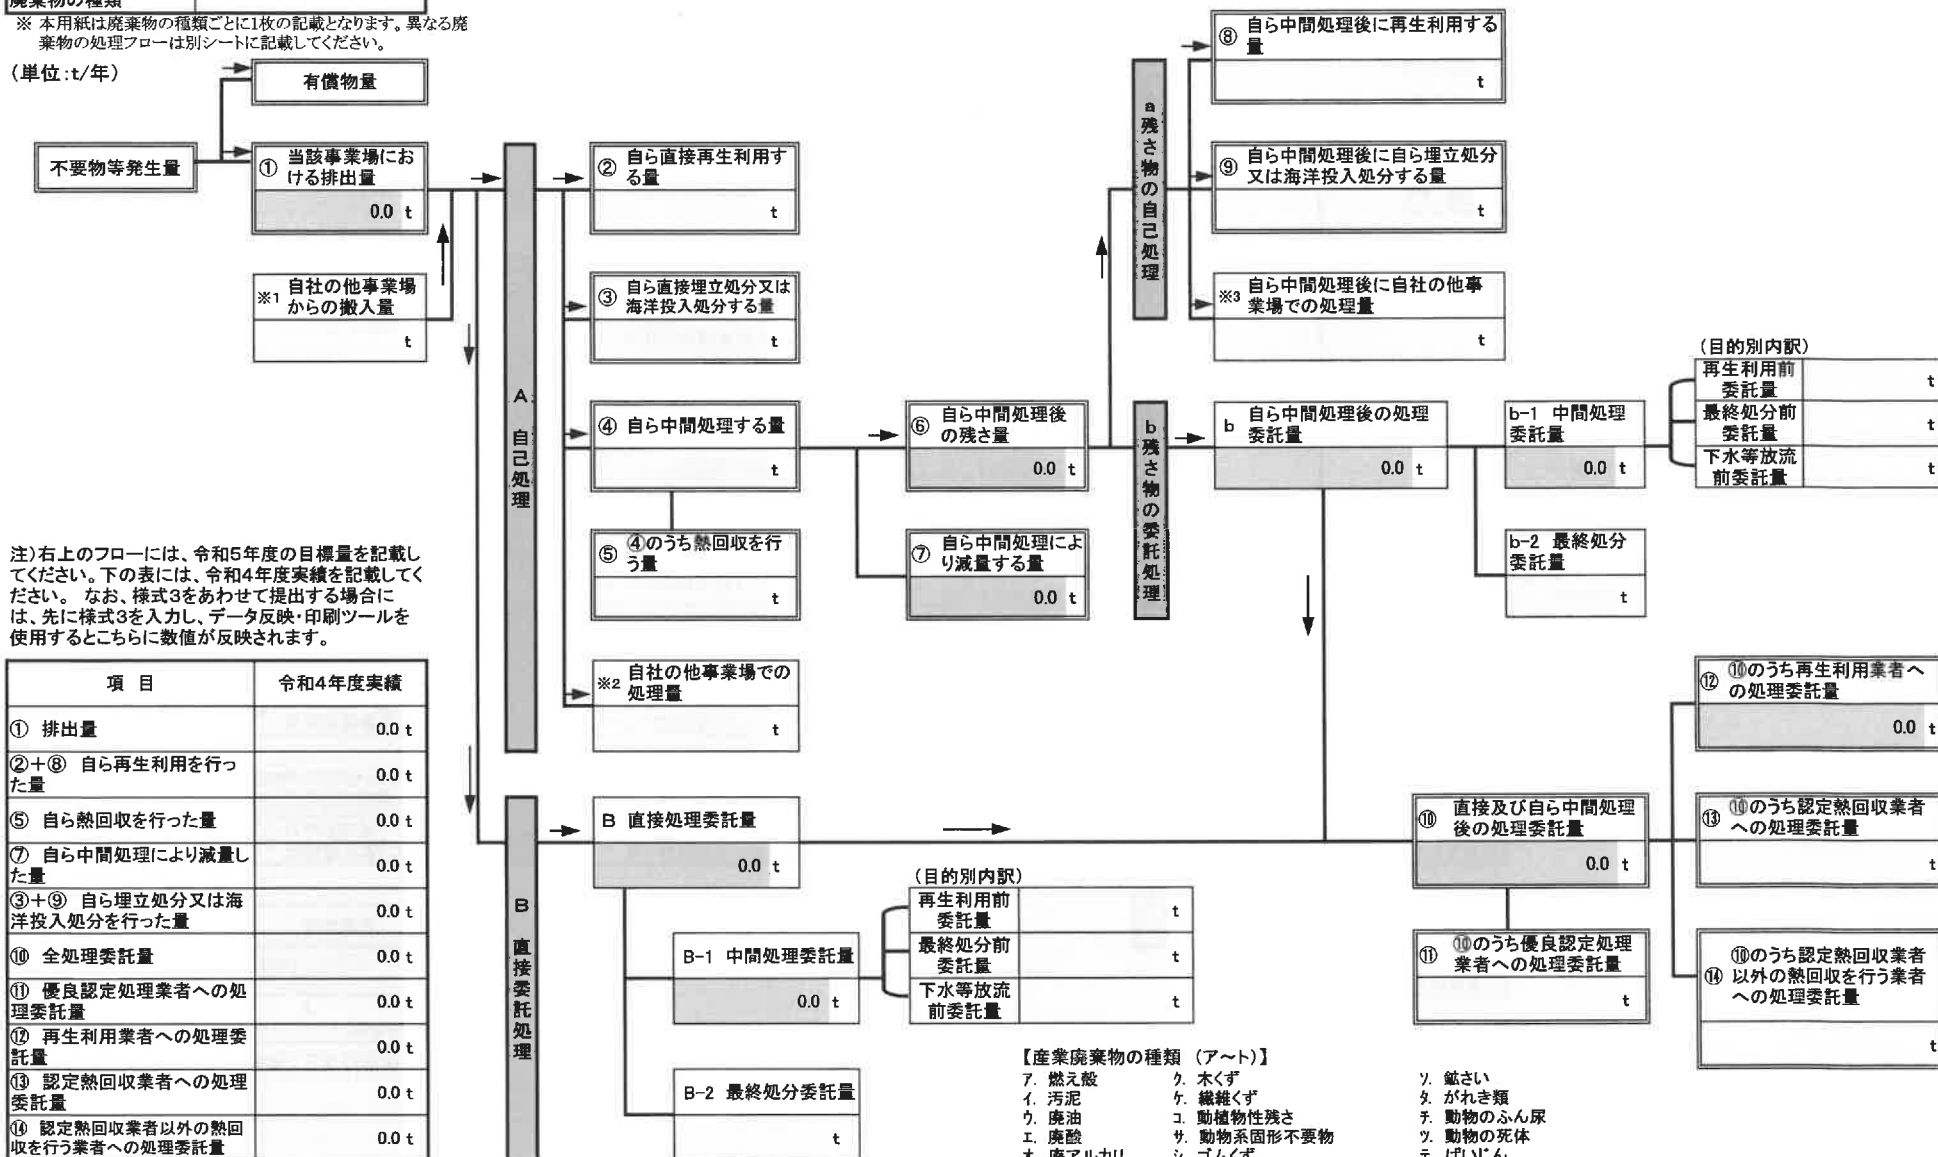 廃棄物の種類
※ 本用紙は廃棄物の種類ごとに1枚の記載となります。異なる廃
棄物の処理フローは別シートに記載してください。
(単位:t/年)
有償物量
不要物等発生量
① 当該事業場にお
ける排出量
0.0 t
※1 自社の他事業場
からの搬入量
t
A 自己処理
② 自ら直接再生利用す
る量
t
③ 自ら直接埋立処分又は
海洋投入処分する量
t
④ 自ら中間処理する量
t
⑤ ④のうち熱回収を行
う量
t
※2 自社の他事業場での
処理量
t
⑥ 自ら中間処理後
の残さ量
0.0 t
⑦ 自ら中間処理によ
り減量する量
0.0 t
a 残さ物の自己処理
⑧ 自ら中間処理後に再生利用する
量
t
⑨ 自ら中間処理後に自ら埋立処分
又は海洋投入処分する量
t
※3 自ら中間処理後に自社の他事
業場での処理量
t
b 残さ物の委託処理
b 自ら中間処理後の処理
委託量
0.0 t
b-1 中間処理
委託量
0.0 t
(目的別内訳)
再生利用前
委託量
t
最終処分前
委託量
t
下水等放流
前委託量
t
b-2 最終処分
委託量
t
注)右上のフローには、令和5年度の目標量を記載し
てください。下の表には、令和4年度実績を記載してく
ださい。 なお、様式3をあわせて提出する場合に
は、先に様式3を入力し、データ反映・印刷ツールを
使用するとこちらに数値が反映されます。
項 目 令和4年度実績
① 排出量 0.0 t
②+⑧ 自ら再生利用を行っ
た量 0.0 t
⑤ 自ら熱回収を行った量 0.0 t
⑦ 自ら中間処理により減量し
た量 0.0 t
③+⑨ 自ら埋立処分又は海
洋投入処分を行った量 0.0 t
⑩ 全処理委託量 0.0 t
⑪ 優良認定処理業者への処
理委託量 0.0 t
⑫ 再生利用業者への処理委
託量 0.0 t
⑬ 認定熱回収業者への処理
委託量 0.0 t
⑭ 認定熱回収業者以外の熱回
収を行う業者への処理委託量 0.0 t
B 直接委託処理
B 直接処理委託量
0.0 t
B-1 中間処理委託量
0.0 t
(目的別内訳)
再生利用前
委託量
t
最終処分前
委託量
t
下水等放流
前委託量
t
B-2 最終処分委託量
t
⑩ 直接及び自ら中間処理
後の処理委託量
0.0 t
⑪ ⑩のうち優良認定処理
業者への処理委託量
t
⑫ ⑩のうち再生利用業者へ
の処理委託量
0.0 t
⑬ ⑩のうち認定熱回収業者
への処理委託量
t
⑭ ⑩のうち認定熱回収業者
以外の熱回収を行う業者
への処理委託量
t
【産業廃棄物の種類 (ア~ト)】
ア. 燃え殻 ク. 木くず ソ. 鉱さい
イ. 汚泥 ケ. 繊維くず タ. がれき類
ウ. 廃油 コ. 動植物性残さ チ. 動物のふん尿
エ. 廃酸 サ. 動物系固形不要物 ツ. 動物の死体
オ. 廃アルカリ シ. ゴムくず テ. ばいじん